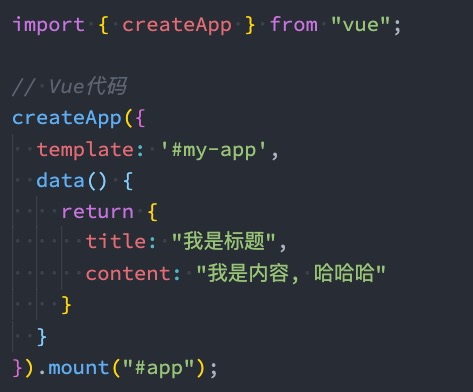 import { createApp } from "vue";

// Vue代码
createApp({
  template: '#my-app',
  data() {
    return {
      title: "我是标题",
      content: "我是内容, 哈哈哈"
    }
  }
}).mount("#app");